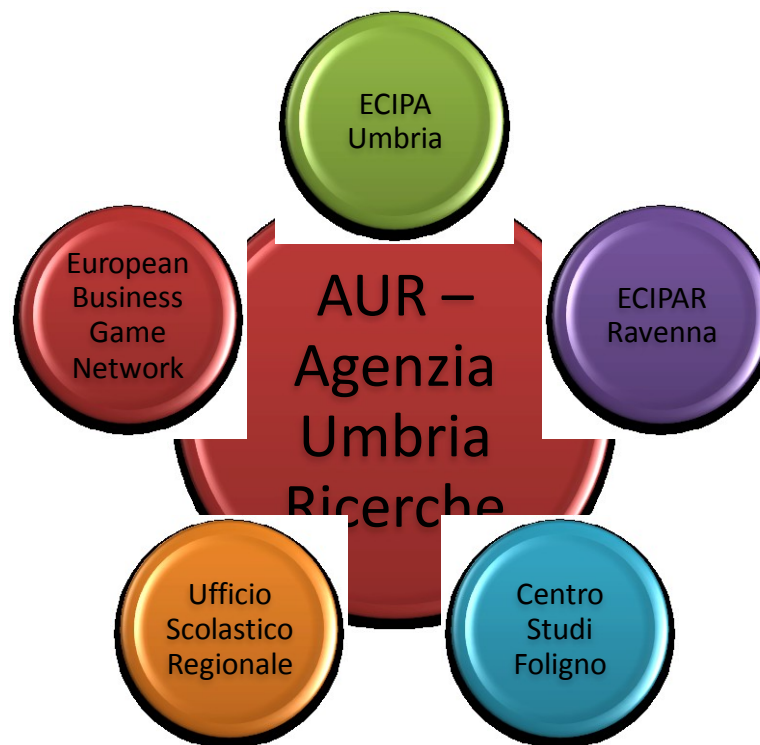 ECIPA
Umbria
European
Business
Game
Network
AUR –
Agenzia
Umbria
Ricerche
ECIPAR
Ravenna
Ufficio
Scolastico
Regionale
Centro
Studi
Foligno